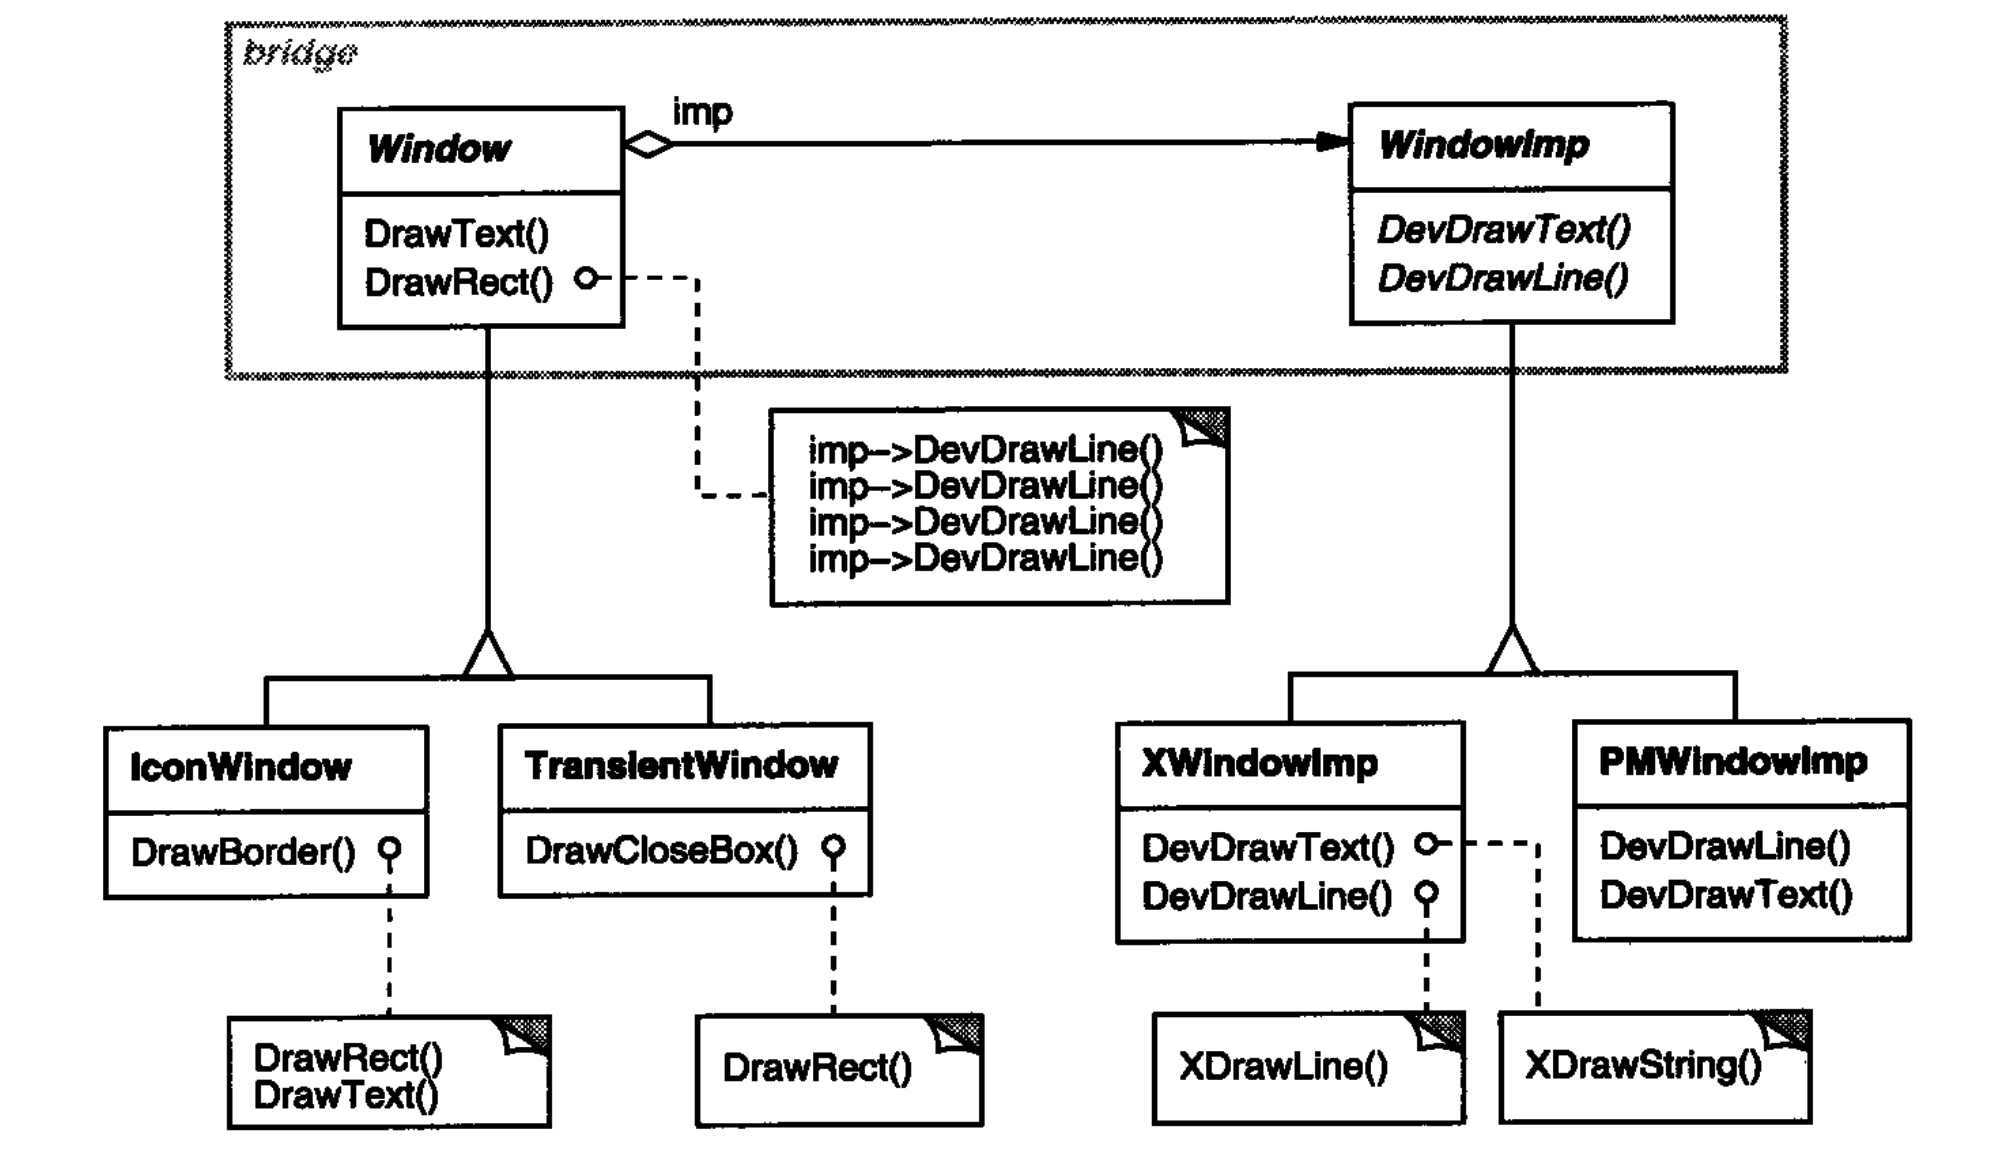 bridge
imp
Window
WindowImp
DrawText()
DrawRect()
DevDrawText()
DevDrawLine()
imp->DevDrawLine()
imp->DevDrawLine()
imp->DevDrawLine()
imp->DevDrawLine()
IconWindow
DrawBorder()
TransientWindow
DrawCloseBox()
XWindowImp
DevDrawText()
DevDrawLine()
PMWindowImp
DevDrawLine()
DevDrawText()
DrawRect()
DrawText()
DrawRect()
XDrawLine()
XDrawString()